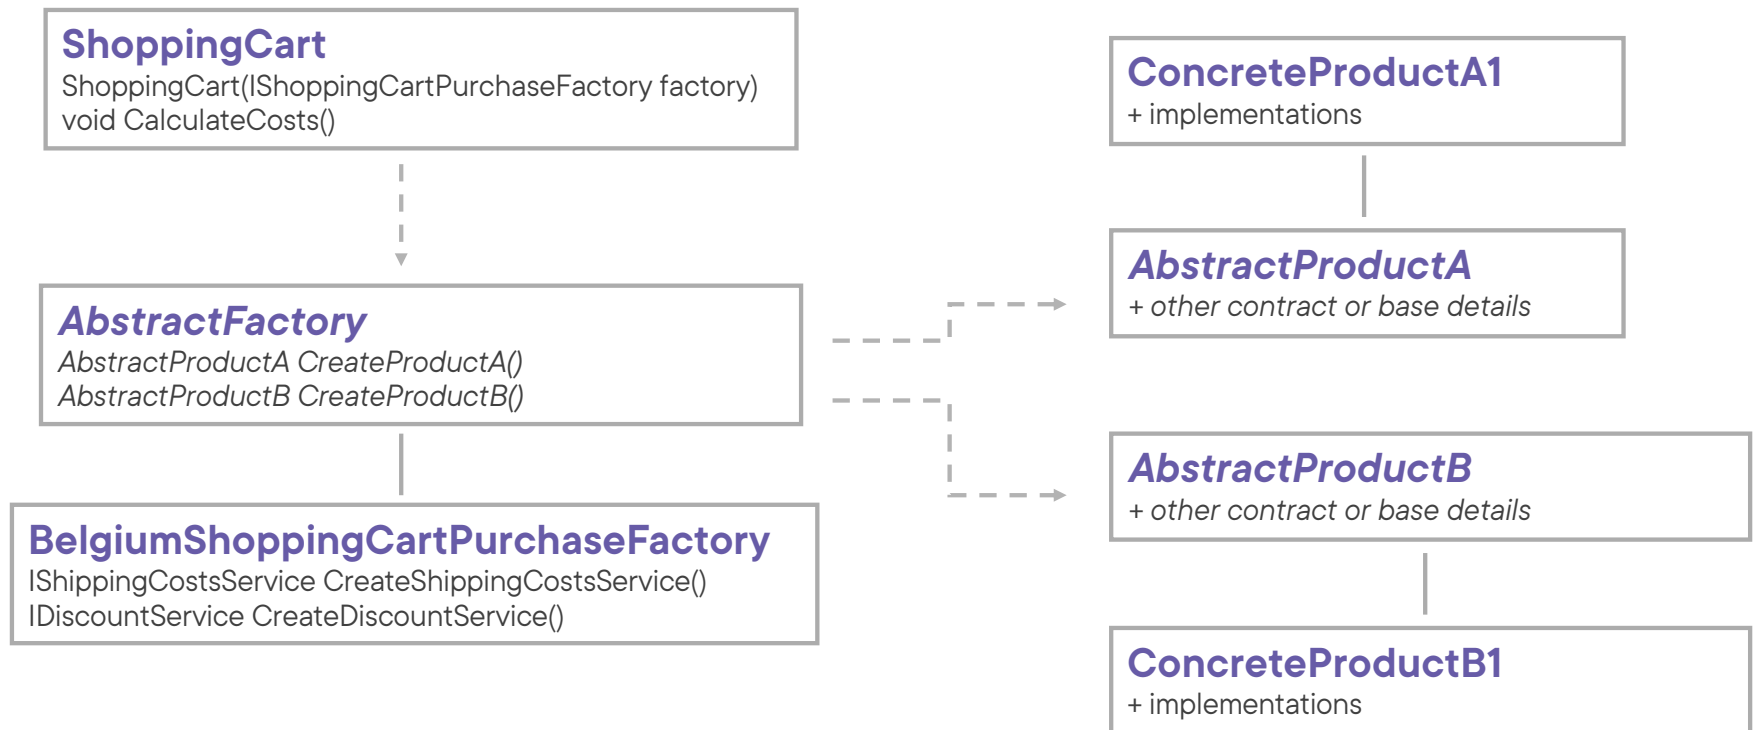 ShoppingCart
ShoppingCart(IShoppingCartPurchaseFactory factory)
void CalculateCosts()
AbstractFactory
AbstractProductA CreateProductA()
AbstractProductB CreateProductB()
BelgiumShoppingCartPurchaseFactory
IShippingCostsService CreateShippingCostsService()
IDiscountService CreateDiscountService()
ConcreteProductA1
+ implementations
AbstractProductA
+ other contract or base details
AbstractProductB
+ other contract or base details
ConcreteProductB1
+ implementations